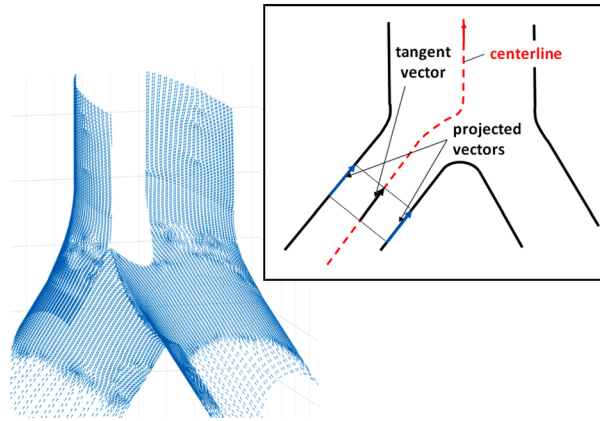 tangent
vector
centerline
projected
vectors